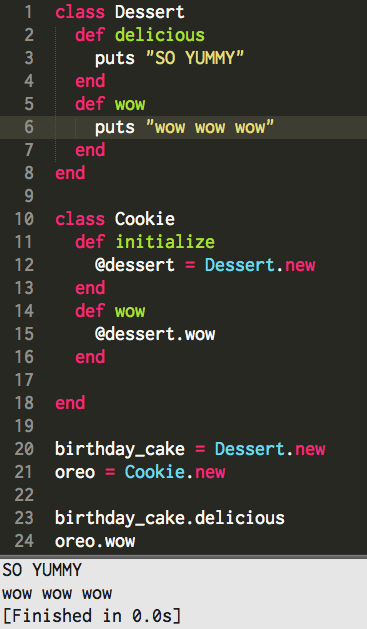 1 class Dessert
2   def delicious
3     puts "SO YUMMY"
4   end
5   def wow
6     puts "wow wow wow"
7   end
8 end
9
10 class Cookie
11   def initialize
12     @dessert = Dessert.new
13   end
14   def wow
15     @dessert.wow
16   end
17
18 end
19
20 birthday_cake = Dessert.new
21 oreo = Cookie.new
22
23 birthday_cake.delicious
24 oreo.wow
SO YUMMY
wow wow wow
[Finished in 0.0s]